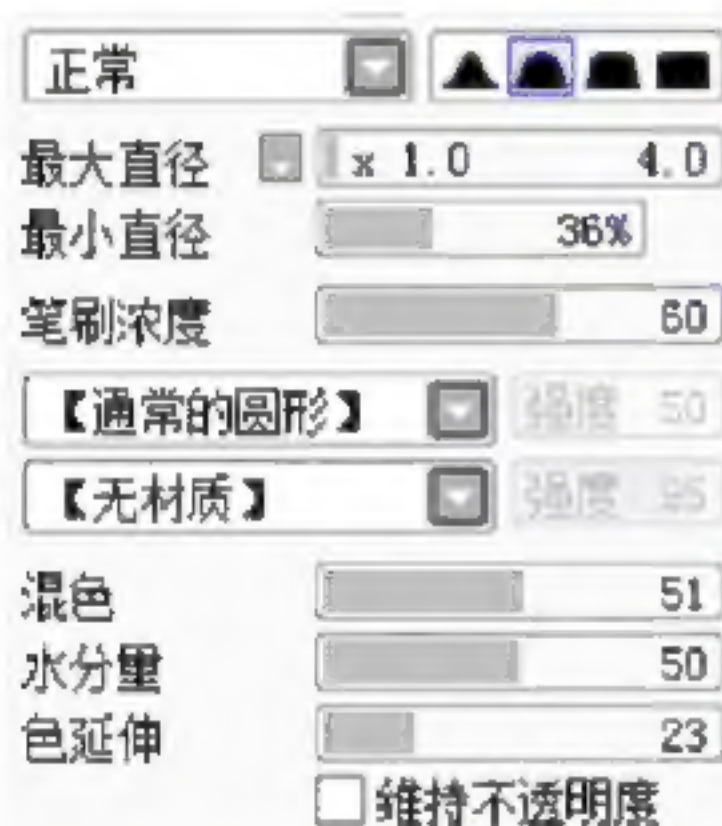 正常
最大直径 x 1.0 4.0
最小直径 36%
笔刷浓度 60
【通常的圆形】 强度 50
【无材质】 强度 95
混色 51
水分量 50
色延伸 23
维持不透明度